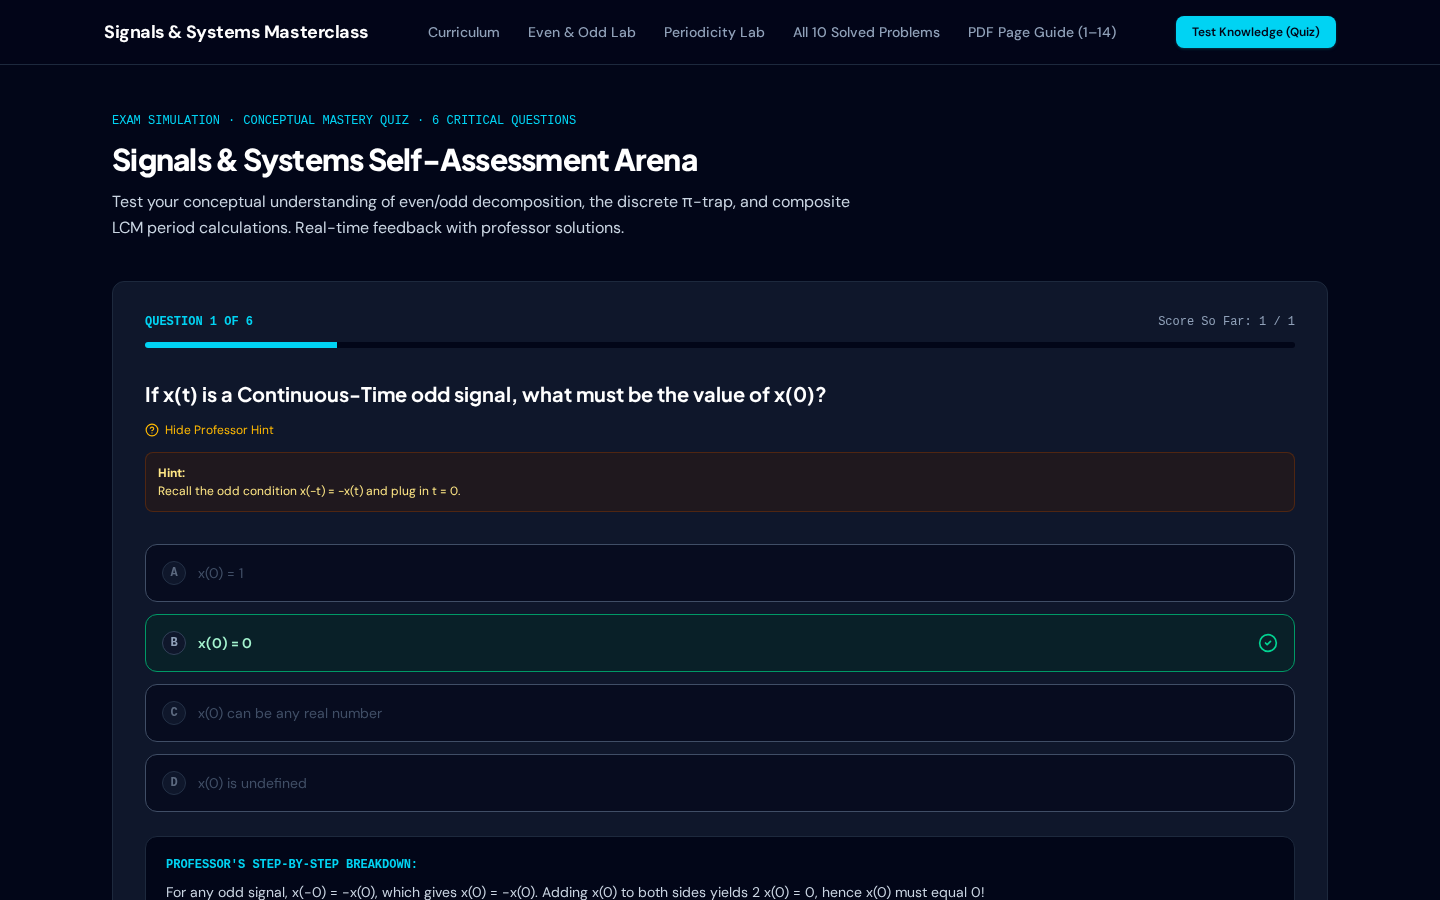 Signals & Systems Masterclass
Curriculum
Even & Odd Lab
Periodicity Lab
All 10 Solved Problems
PDF Page Guide (1–14)
Test Knowledge (Quiz)
EXAM SIMULATION · CONCEPTUAL MASTERY QUIZ · 6 CRITICAL QUESTIONS
Signals & Systems Self-Assessment Arena
Test your conceptual understanding of even/odd decomposition, the discrete π-trap, and composite
LCM period calculations. Real-time feedback with professor solutions.
QUESTION 1 OF 6
Score So Far: 1 / 1
If x(t) is a Continuous-Time odd signal, what must be the value of x(0)?
Hide Professor Hint
Hint:
Recall the odd condition x(-t) = -x(t) and plug in t = 0.
A
x(0) = 1
B
x(0) = 0
C
x(0) can be any real number
D
x(0) is undefined
PROFESSOR'S STEP-BY-STEP BREAKDOWN:
For any odd signal, x(-0) = -x(0), which gives x(0) = -x(0). Adding x(0) to both sides yields 2 x(0) = 0, hence x(0) must equal 0!